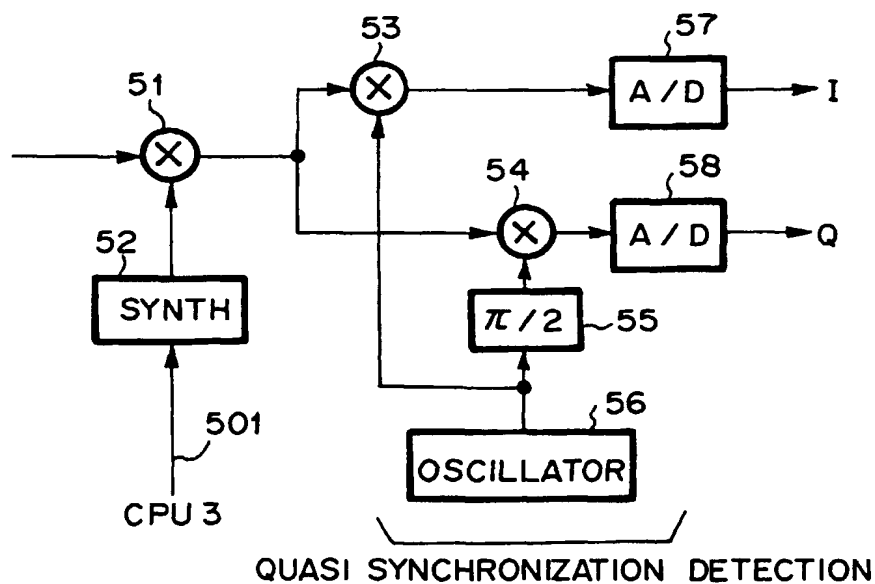 53
57
A/D
I
51
×
×
54
58
×
A/D
Q
52
SYNTH
π/2
55
501
56
OSCILLATOR
CPU 3
QUASI SYNCHRONIZATION DETECTION